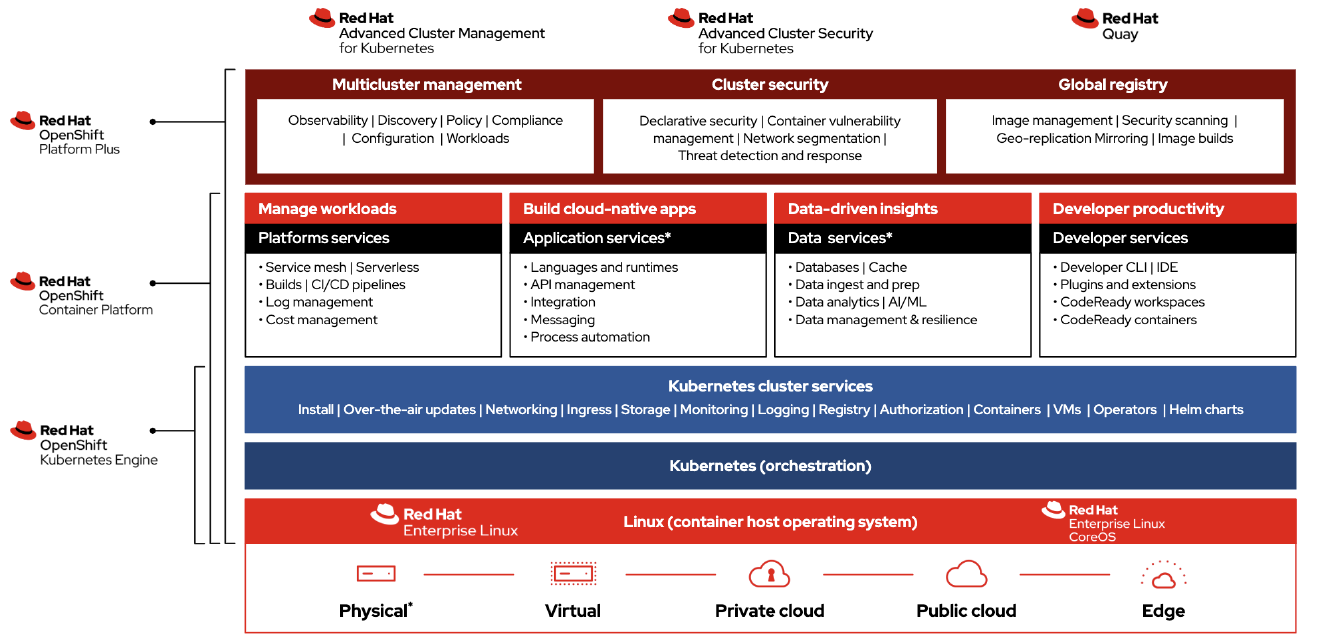 Red Hat
Advanced Cluster Management
for Kubernetes
Red Hat
Advanced Cluster Security
for Kubernetes
Red Hat
Quay
Red Hat
OpenShift
Platform Plus
Multicluster management
Observability | Discovery | Policy | Compliance
| Configuration | Workloads
Cluster security
Declarative security | Container vulnerability
management | Network segmentation |
Threat detection and response
Global registry
Image management | Security scanning |
Geo-replication Mirroring | Image builds
Red Hat
OpenShift
Container Platform
Manage workloads
Platforms services
• Service mesh | Serverless
• Builds | CI/CD pipelines
• Log management
• Cost management
Build cloud-native apps
Application services*
• Languages and runtimes
• API management
• Integration
• Messaging
• Process automation
Data-driven insights
Data services*
• Databases | Cache
• Data ingest and prep
• Data analytics | AI/ML
• Data management & resilience
Developer productivity
Developer services
• Developer CLI | IDE
• Plugins and extensions
• CodeReady workspaces
• CodeReady containers
Red Hat
OpenShift
Kubernetes Engine
Kubernetes cluster services
Install | Over-the-air updates | Networking | Ingress | Storage | Monitoring | Logging | Registry | Authorization | Containers | VMs | Operators | Helm charts
Kubernetes (orchestration)
Red Hat
Enterprise Linux
Linux (container host operating system)
Red Hat
Enterprise Linux
CoreOS
Physical*
Virtual
Private cloud
Public cloud
Edge